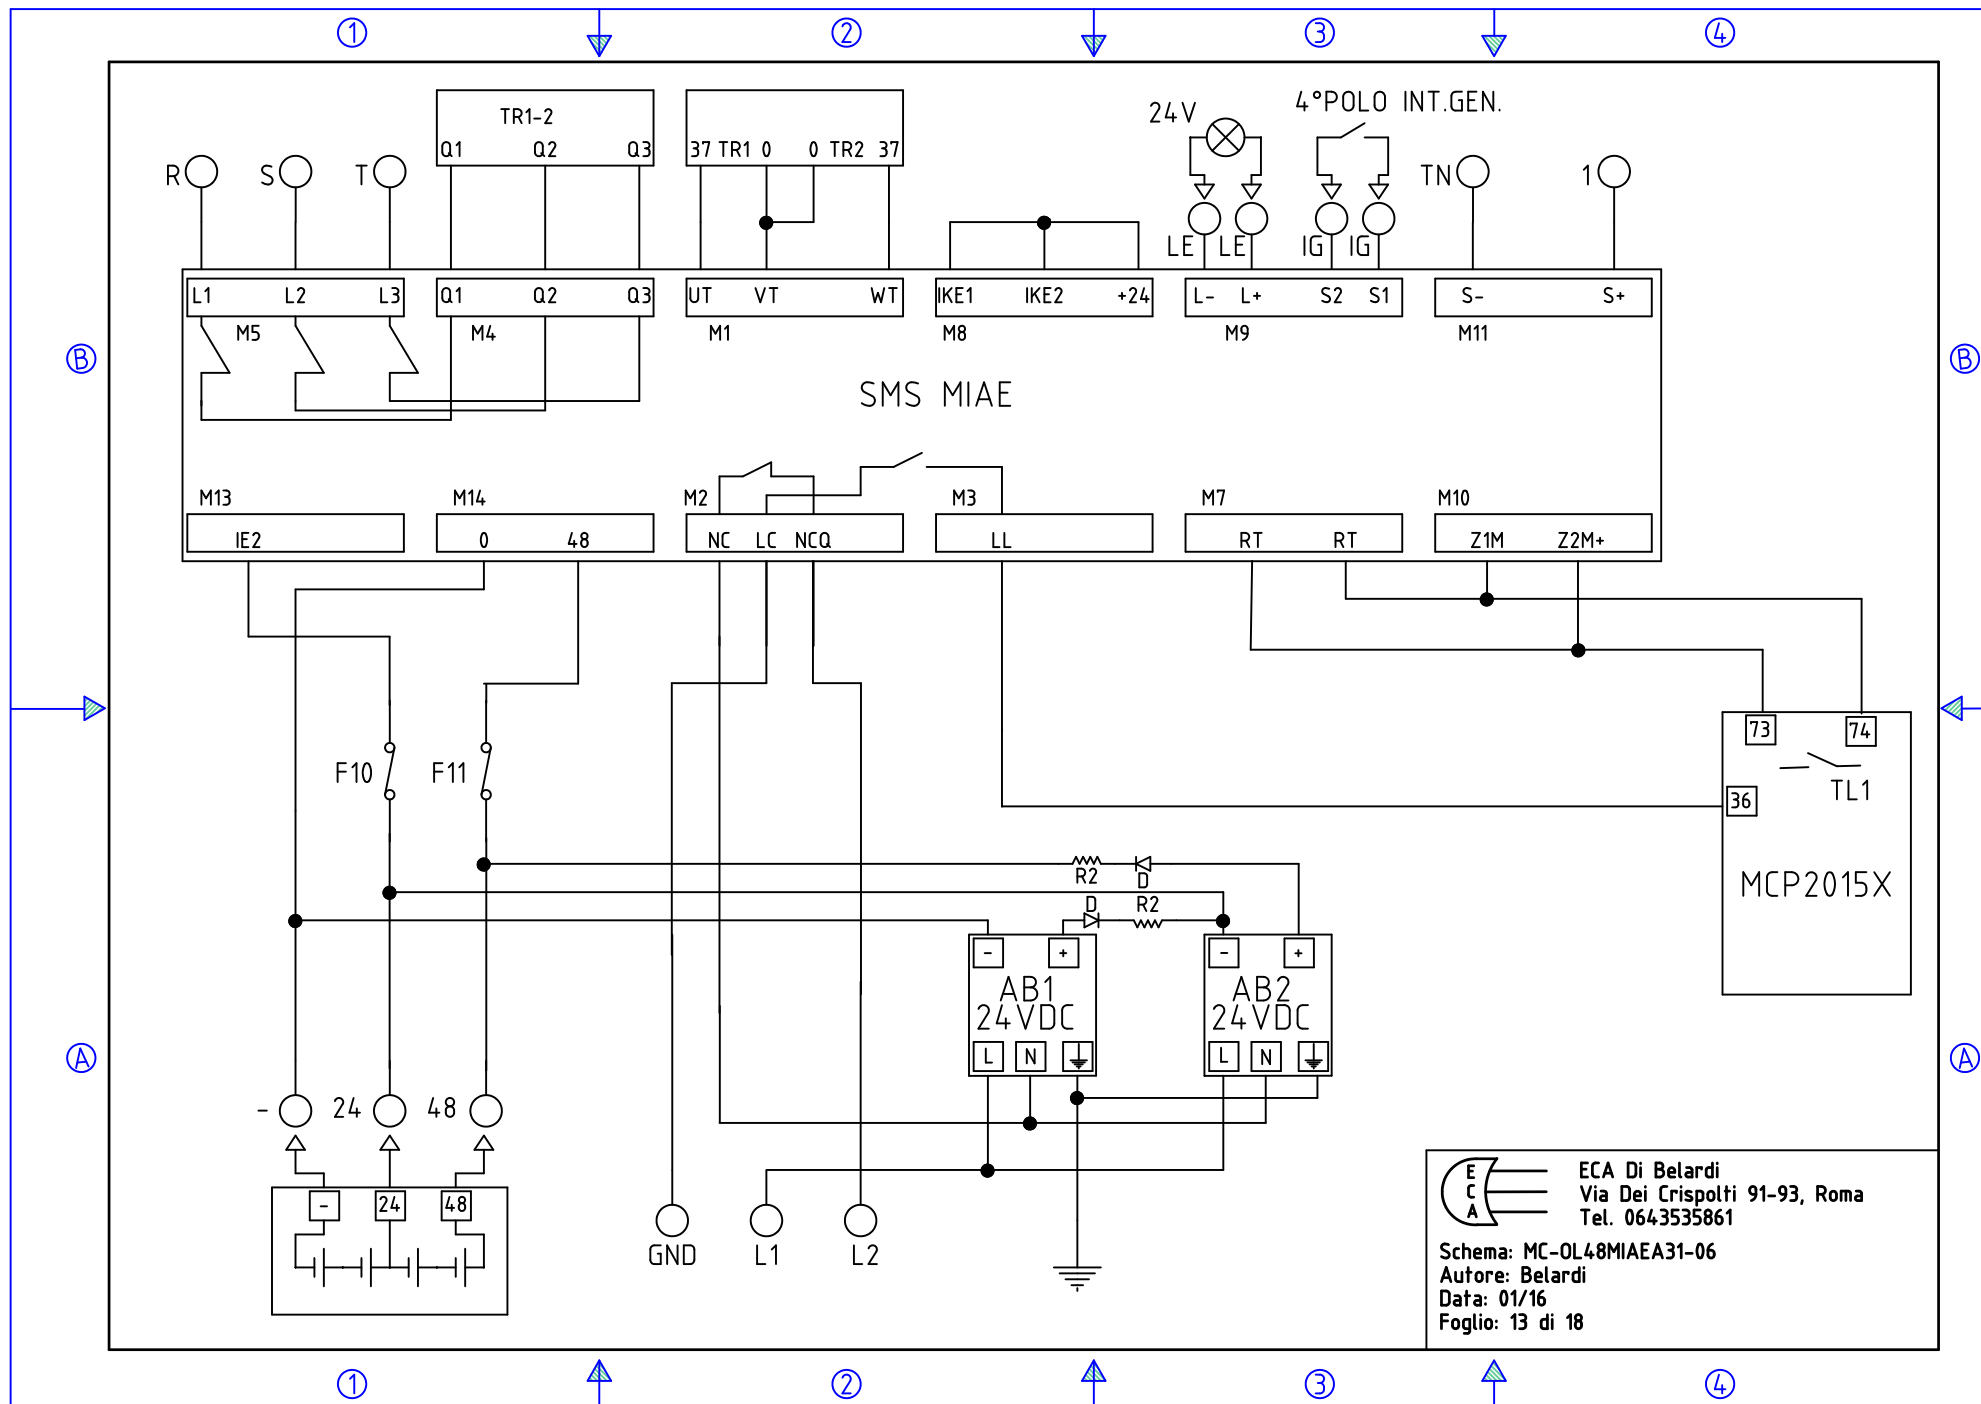 1 2 3 4
24V 4°POLO INT.GEN.
TR1-2
Q1 Q2 Q3
37 TR1 0 0 TR2 37
R S T
TN 1
LE LE IG IG
L1 L2 L3 Q1 Q2 Q3 UT VT WT IKE1 IKE2 +24 L- L+ S2 S1 S- S+
M5 M4 M1 M8 M9 M11
B B
SMS MIAE
M13 M14 M2 M3 M7 M10
IE2 0 48 NC LC NCQ LL RT RT Z1M Z2M+
73 74
F10 F11
TL1
36
R2 D
MCP2015X
D R2
- + - +
AB1 AB2
24VDC 24VDC
L N L N
A A
- 24 48
- 24 48
GND L1 L2
E
C
A
ECA Di Belardi
Via Dei Crispolti 91-93, Roma
Tel. 0643535861
Schema: MC-OL48MIAEA31-06
Autore: Belardi
Data: 01/16
Foglio: 13 di 18
1 2 3 4